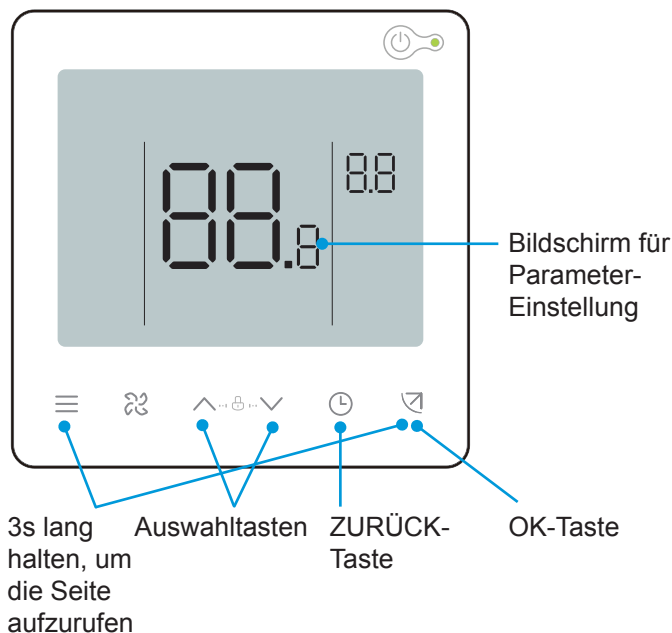 88.8
8.8
Bildschirm für
Parameter-
Einstellung
3s lang
halten, um
die Seite
aufzurufen
Auswahltasten
ZURÜCK-
Taste
OK-Taste